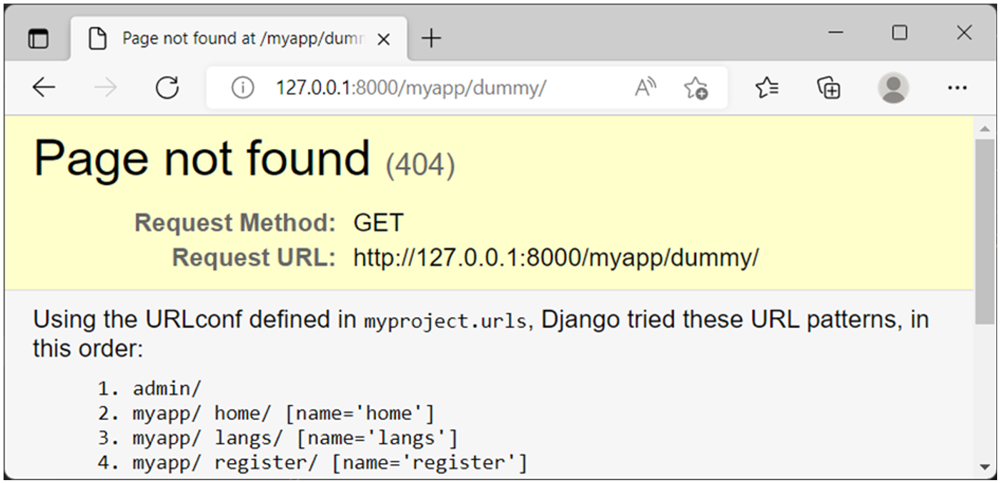 Page not found at /myapp/dumm
127.0.0.1:8000/myapp/dummy/
Page not found (404)
Request Method: GET
Request URL: http://127.0.0.1:8000/myapp/dummy/
Using the URLconf defined in myproject.urls, Django tried these URL patterns, in
this order:
1. admin/
2. myapp/ home/ [name='home']
3. myapp/ langs/ [name='langs']
4. myapp/ register/ [name='register']